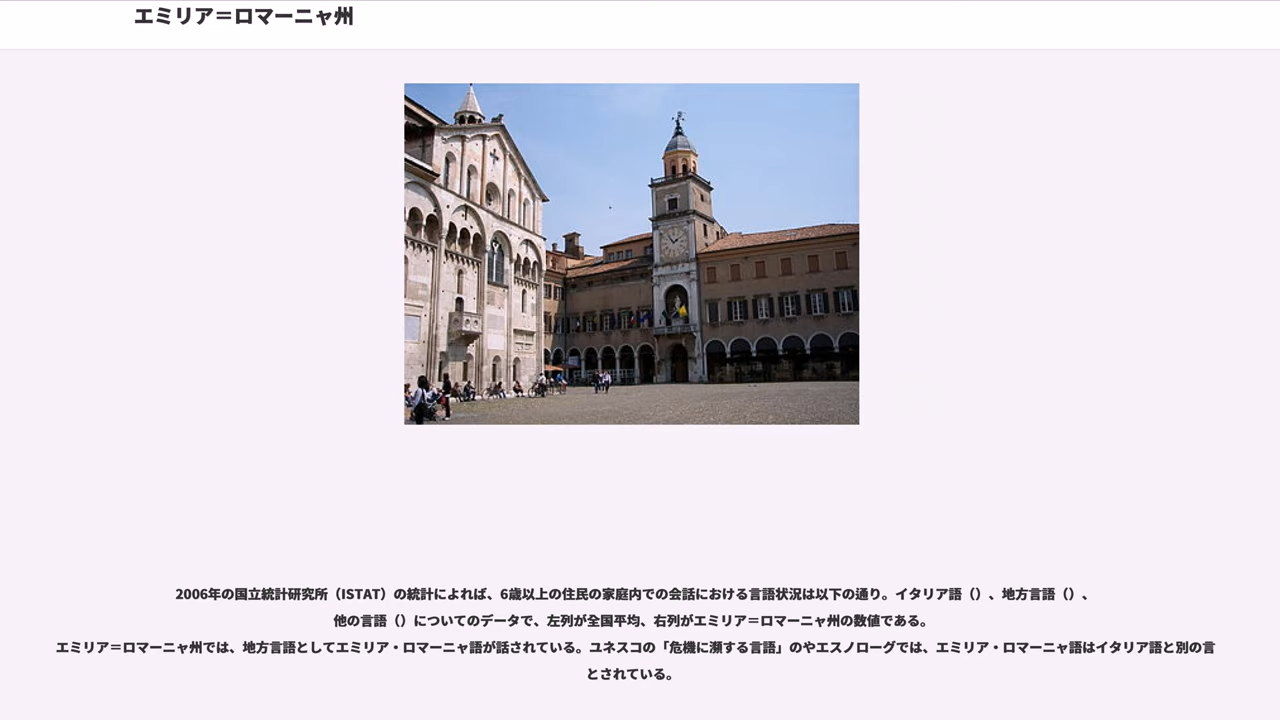 エミリア＝ロマーニャ州
2006年の国立統計研究所（ISTAT）の統計によれば、6歳以上の住民の家庭内での会話における言語状況は以下の通り。イタリア語（）、地方言語（）、
他の言語（）についてのデータで、左列が全国平均、右列がエミリア＝ロマーニャ州の数値である。
エミリア＝ロマーニャ州では、地方言語としてエミリア・ロマーニャ語が話されている。ユネスコの「危機に瀕する言語」のやエスノローグでは、エミリア・ロマーニャ語はイタリア語と別の言
とされている。